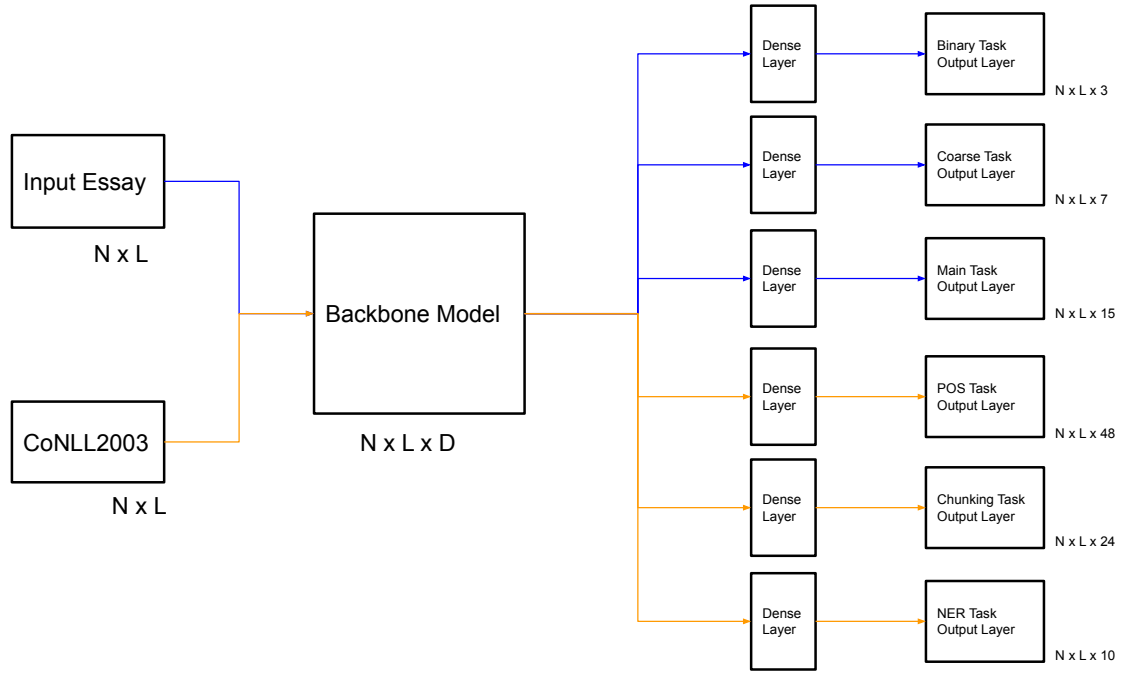 Input Essay
N x L
CoNLL2003
N x L
Backbone Model
N x L x D
Dense
Layer
Binary Task
Output Layer
N x L x 3
Dense
Layer
Coarse Task
Output Layer
N x L x 7
Dense
Layer
Main Task
Output Layer
N x L x 15
Dense
Layer
POS Task
Output Layer
N x L x 48
Dense
Layer
Chunking Task
Output Layer
N x L x 24
Dense
Layer
NER Task
Output Layer
N x L x 10